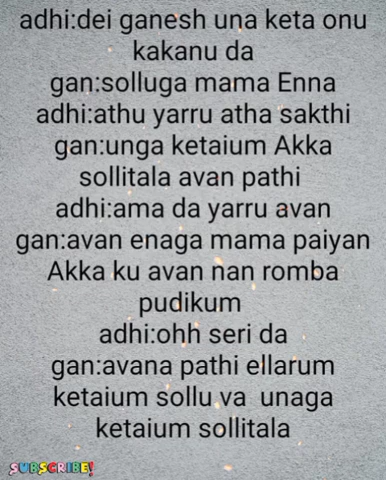 adhi:dei ganesh una keta onu
kakanu da
gan:solluga mama Enna
adhi:athu yarru atha sakthi
gan:unga ketaium Akka
sollitala avan pathi
adhi:ama da yarru avan
gan:avan enaga mama paiyan
Akka ku avan nan romba
pudikum
adhi:ohh seri da
gan:avana pathi ellarum
ketaium sollu va unaga
ketaium sollitala
SUBSCRIBE!